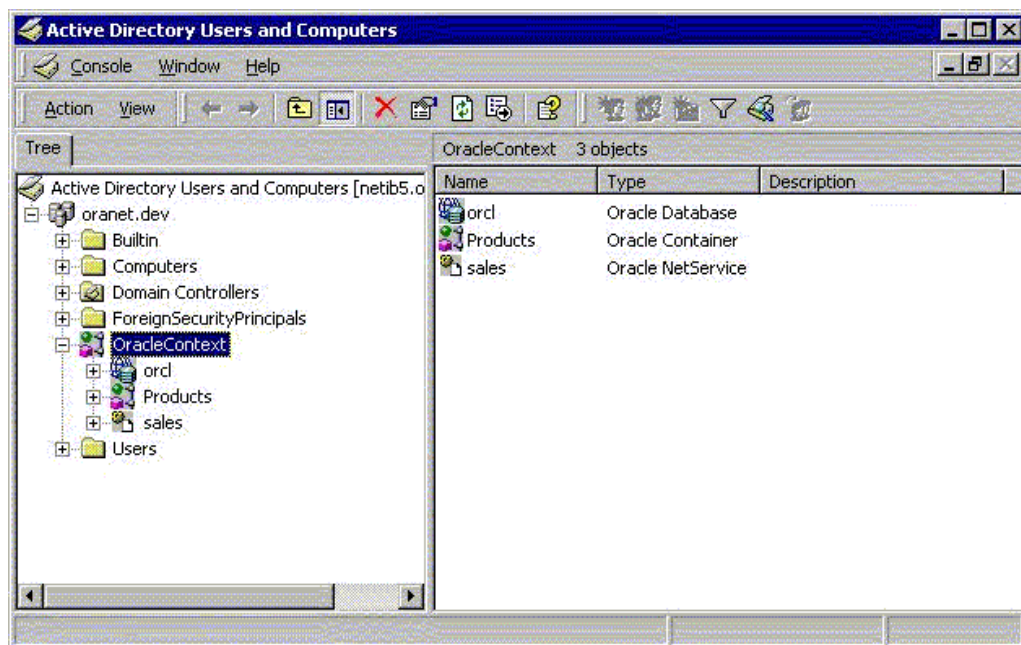 Active Directory Users and Computers
Console Window Help
Action View
Tree
OracleContext 3 objects
Active Directory Users and Computers [netib5.o
oranet.dev
Builtin
Computers
Domain Controllers
ForeignSecurityPrincipals
OracleContext
orcl
Products
sales
Users
Name Type Description
orcl Oracle Database
Products Oracle Container
sales Oracle NetService